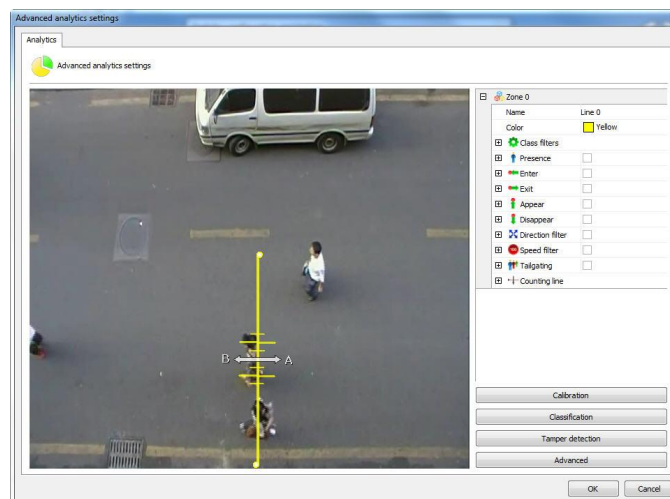 Advanced analytics settings
Analytics
Advanced analytics settings
Zone 0
Name Line 0
Color Yellow
Class filters
Presence
Enter
Exit
Appear
Disappear
Direction filter
Speed filter
Tailgating
Counting line
B A
Calibration
Classification
Tamper detection
Advanced
OK Cancel